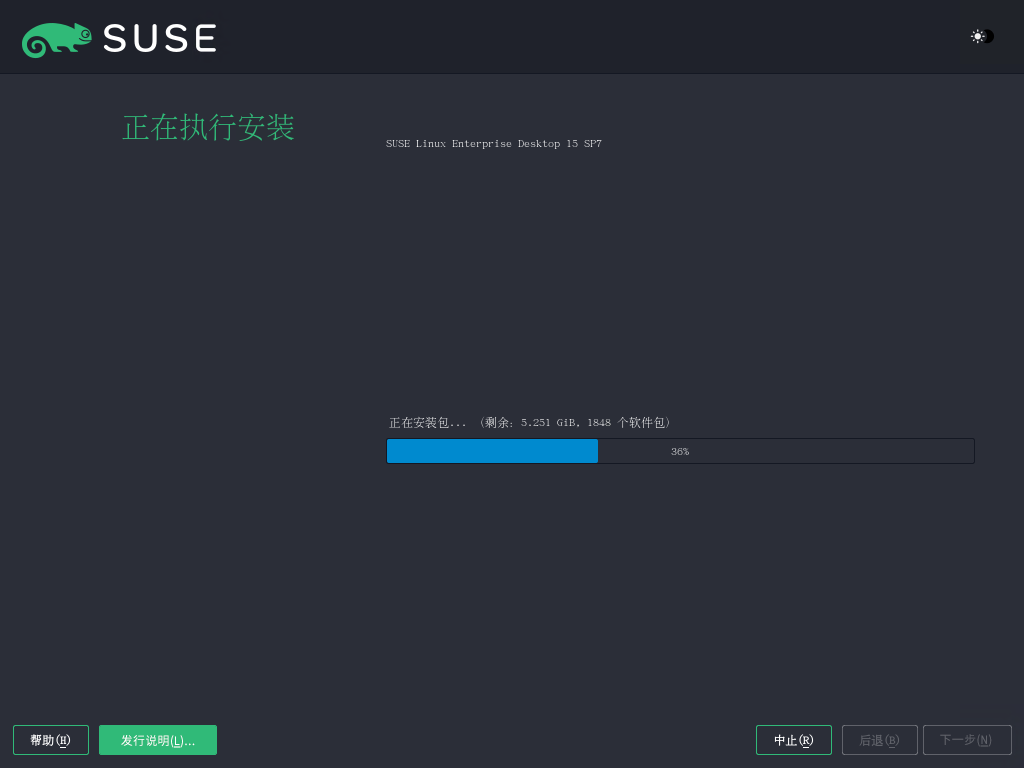 SUSE
正在执行安装
SUSE Linux Enterprise Desktop 15 SP7
正在安装包... （剩余：5.251 GiB，1848 个软件包）
36%
帮助(H)
发行说明(L)...
中止(R)
后退(B)
下一步(N)